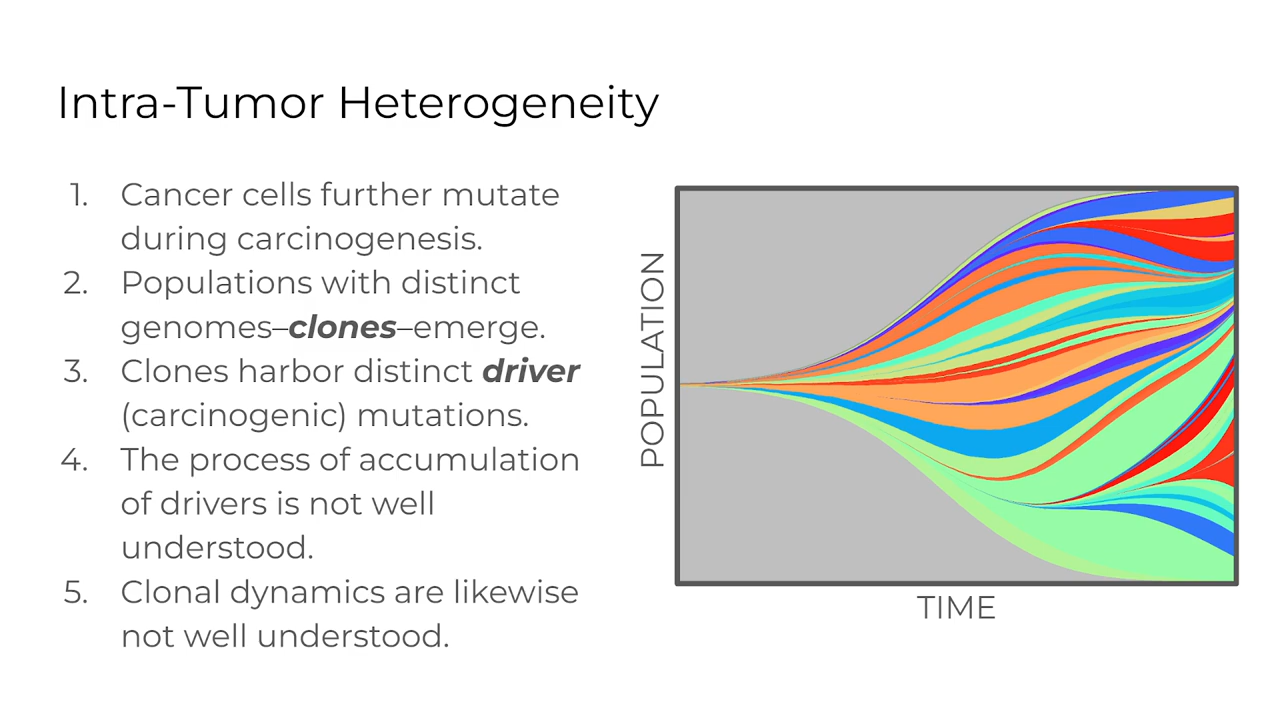 Intra-Tumor Heterogeneity
1. Cancer cells further mutate
during carcinogenesis.
2. Populations with distinct
genomes–clones–emerge.
3. Clones harbor distinct driver
(carcinogenic) mutations.
4. The process of accumulation
of drivers is not well
understood.
5. Clonal dynamics are likewise
not well understood.
POPULATION
TIME